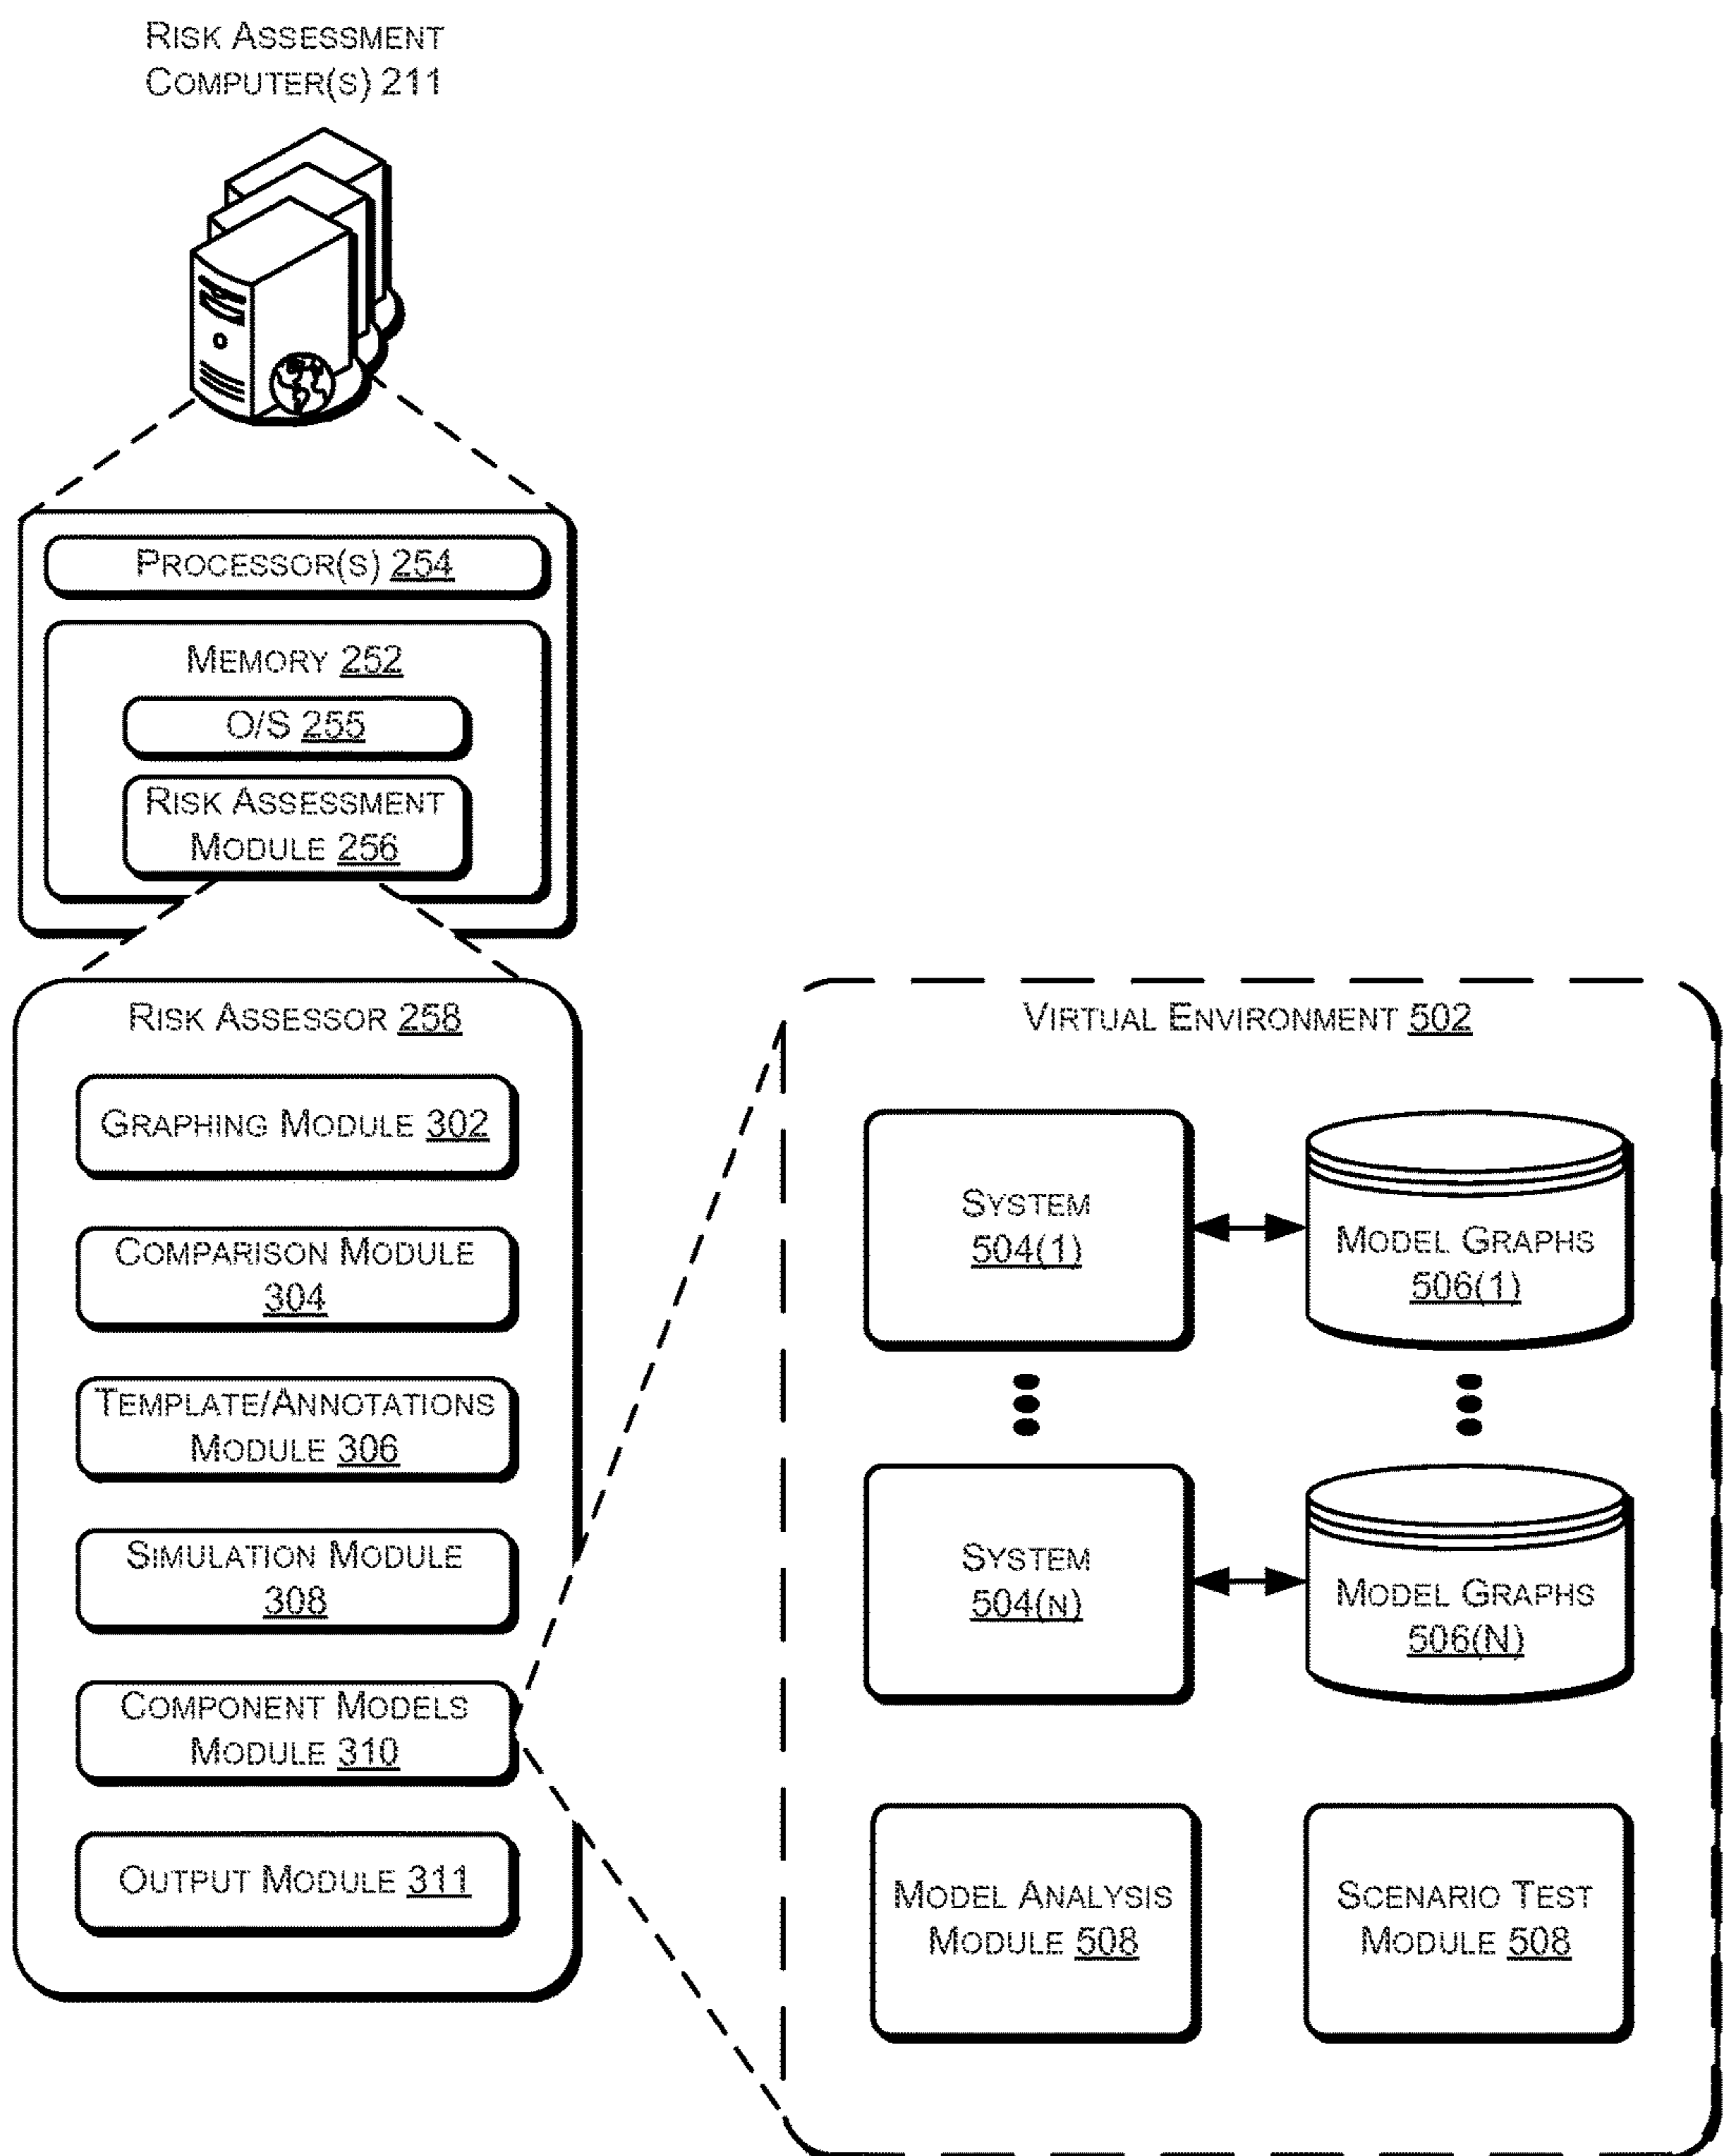 RISK ASSESSMENT
COMPUTER(S) 211
PROCESSOR(S) 254
MEMORY 252
O/S 255
RISK ASSESSMENT
MODULE 256
RISK ASSESSOR 258
GRAPHING MODULE 302
COMPARISON MODULE
304
TEMPLATE/ANNOTATIONS
MODULE 306
SIMULATION MODULE
308
COMPONENT MODELS
MODULE 310
OUTPUT MODULE 311
VIRTUAL ENVIRONMENT 502
SYSTEM
504(1)
MODEL GRAPHS
506(1)
SYSTEM
504(N)
MODEL GRAPHS
506(N)
MODEL ANALYSIS
MODULE 508
SCENARIO TEST
MODULE 508